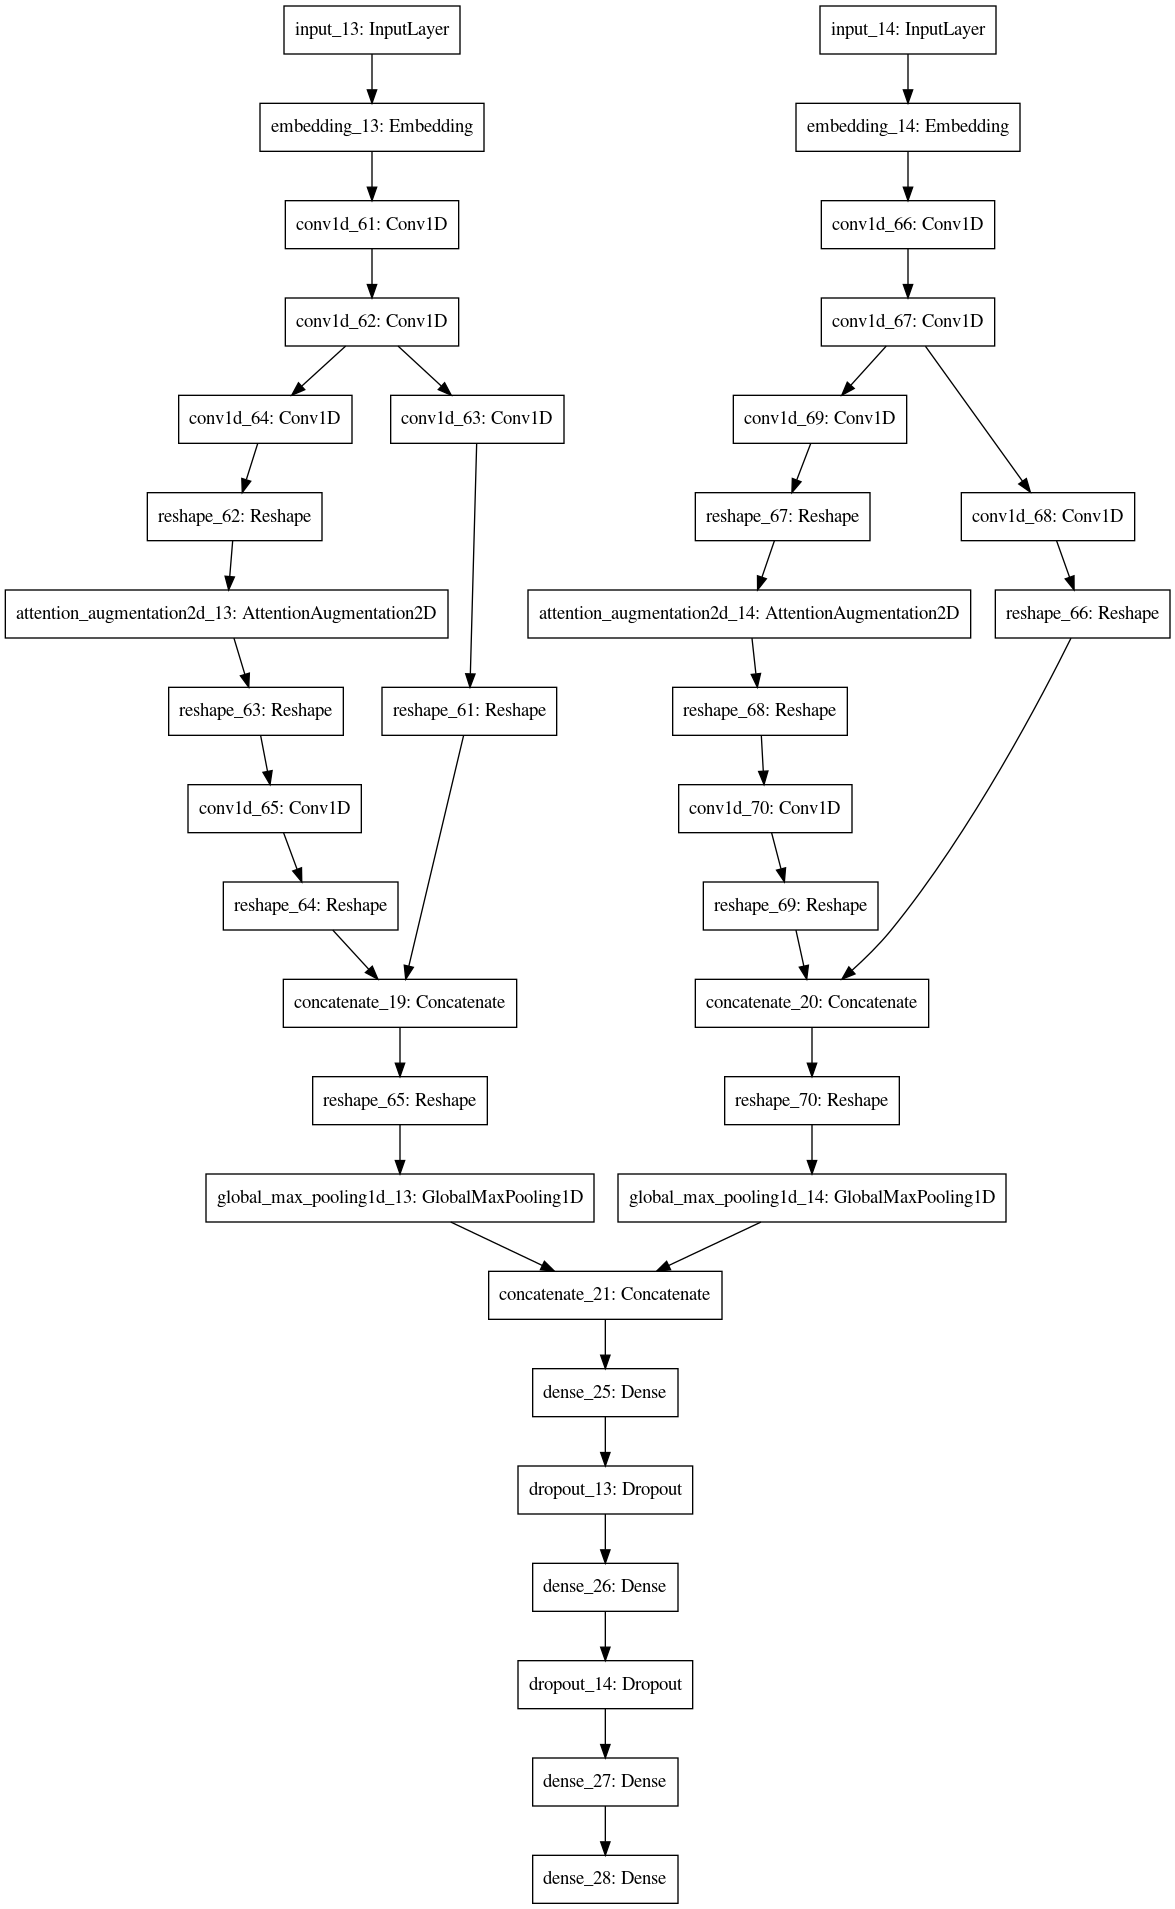 input_13: InputLayer
input_14: InputLayer
embedding_13: Embedding
embedding_14: Embedding
conv1d_61: Conv1D
conv1d_66: Conv1D
conv1d_62: Conv1D
conv1d_67: Conv1D
conv1d_64: Conv1D
conv1d_63: Conv1D
conv1d_69: Conv1D
reshape_62: Reshape
reshape_67: Reshape
conv1d_68: Conv1D
attention_augmentation2d_13: AttentionAugmentation2D
attention_augmentation2d_14: AttentionAugmentation2D
reshape_66: Reshape
reshape_63: Reshape
reshape_61: Reshape
reshape_68: Reshape
conv1d_65: Conv1D
conv1d_70: Conv1D
reshape_64: Reshape
reshape_69: Reshape
concatenate_19: Concatenate
concatenate_20: Concatenate
reshape_65: Reshape
reshape_70: Reshape
global_max_pooling1d_13: GlobalMaxPooling1D
global_max_pooling1d_14: GlobalMaxPooling1D
concatenate_21: Concatenate
dense_25: Dense
dropout_13: Dropout
dense_26: Dense
dropout_14: Dropout
dense_27: Dense
dense_28: Dense